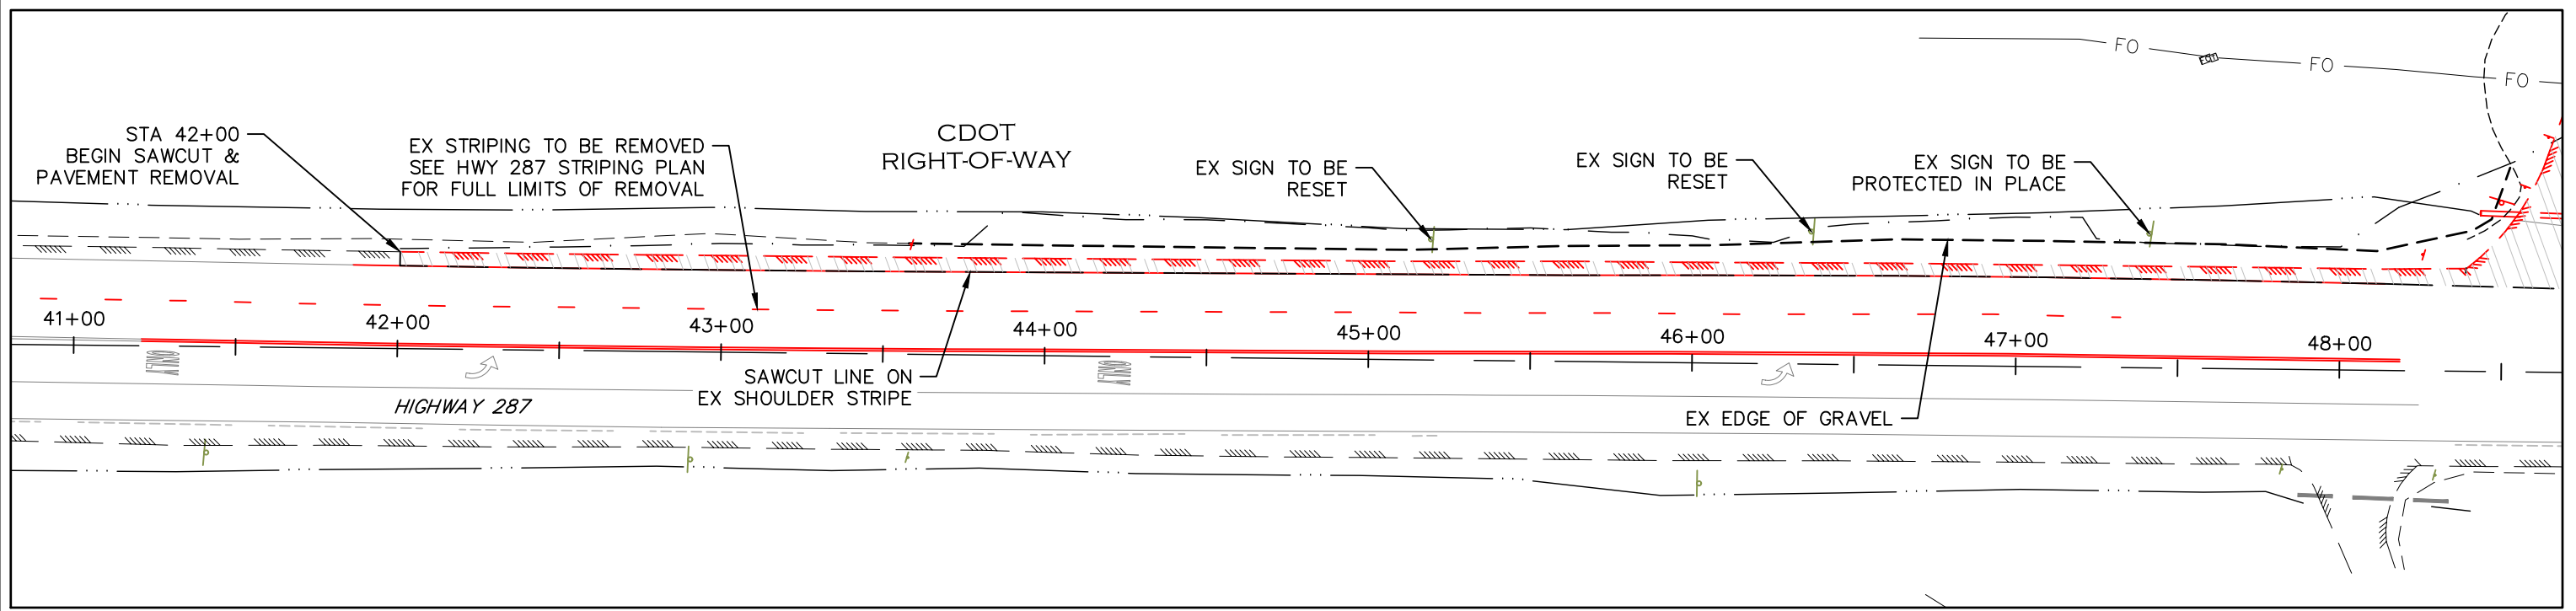 FO
FO
FO
STA 42+00
BEGIN SAWCUT &
PAVEMENT REMOVAL
EX STRIPING TO BE REMOVED
SEE HWY 287 STRIPING PLAN
FOR FULL LIMITS OF REMOVAL
CDOT
RIGHT-OF-WAY
EX SIGN TO BE
RESET
EX SIGN TO BE
RESET
EX SIGN TO BE
PROTECTED IN PLACE
41+00
42+00
43+00
44+00
45+00
46+00
47+00
48+00
ONLY
ONLY
SAWCUT LINE ON
EX SHOULDER STRIPE
HIGHWAY 287
EX EDGE OF GRAVEL